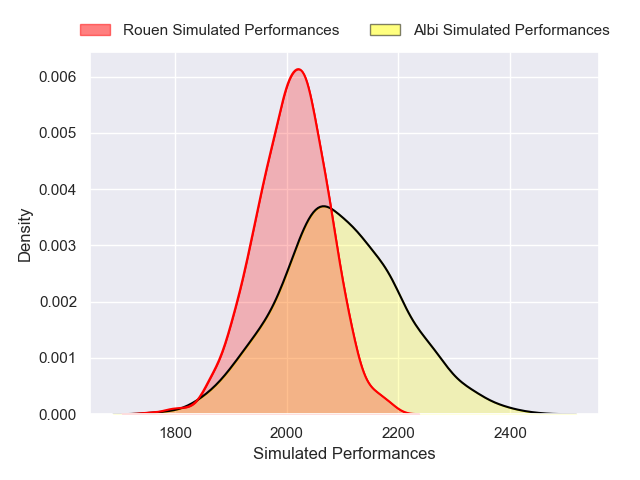 Rouen Simulated Performances Albi Simulated Performances
0.006
0.005
0.004
0.003
0.002
0.001
0.000
Density
1800 2000 2200 2400
Simulated Performances